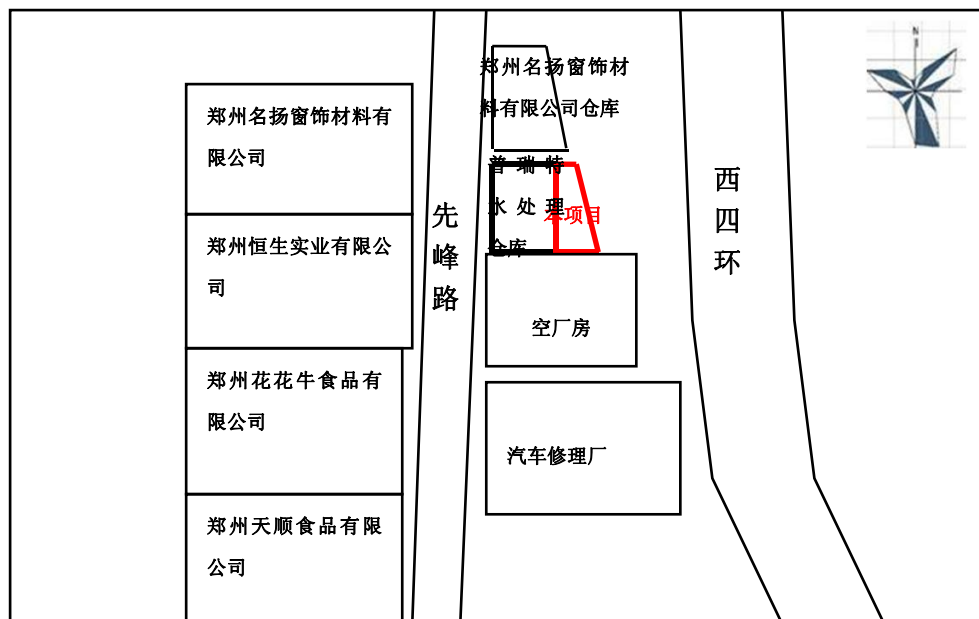 N
郑州名扬窗饰材
料有限公司仓库
郑州名扬窗饰材料有
限公司
普瑞特
水处理
仓库
本项目
西四环
先峰路
郑州恒生实业有限公
司
空厂房
郑州花花牛食品有
限公司
汽车修理厂
郑州天顺食品有限
公司